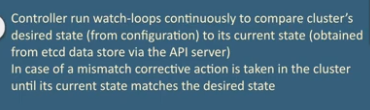 Controller run watch-loops continuously to compare cluster's
desired state (from configuration) to its current state (obtained
from etcd data store via the API server)
In case of a mismatch corrective action is taken in the cluster
until its current state matches the desired state